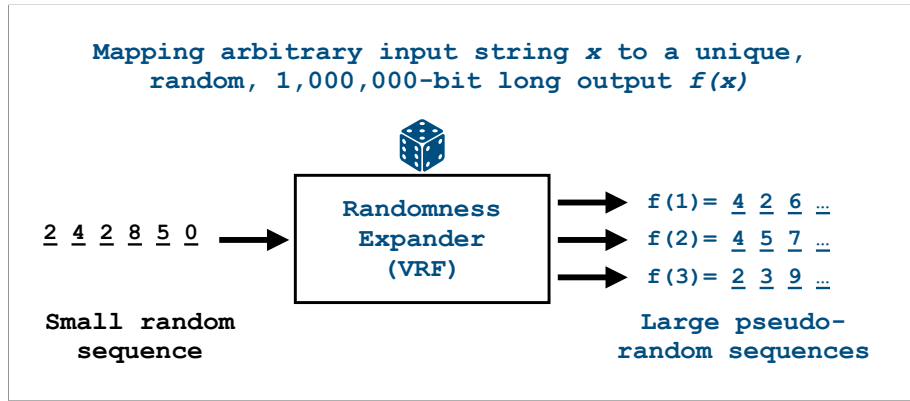 Mapping arbitrary input string x to a unique,
random, 1,000,000-bit long output f(x)
2 4 2 8 5 0
Randomness
Expander
(VRF)
f(1)= 4 2 6 …
f(2)= 4 5 7 …
f(3)= 2 3 9 …
Small random
sequence
Large pseudo-
random sequences